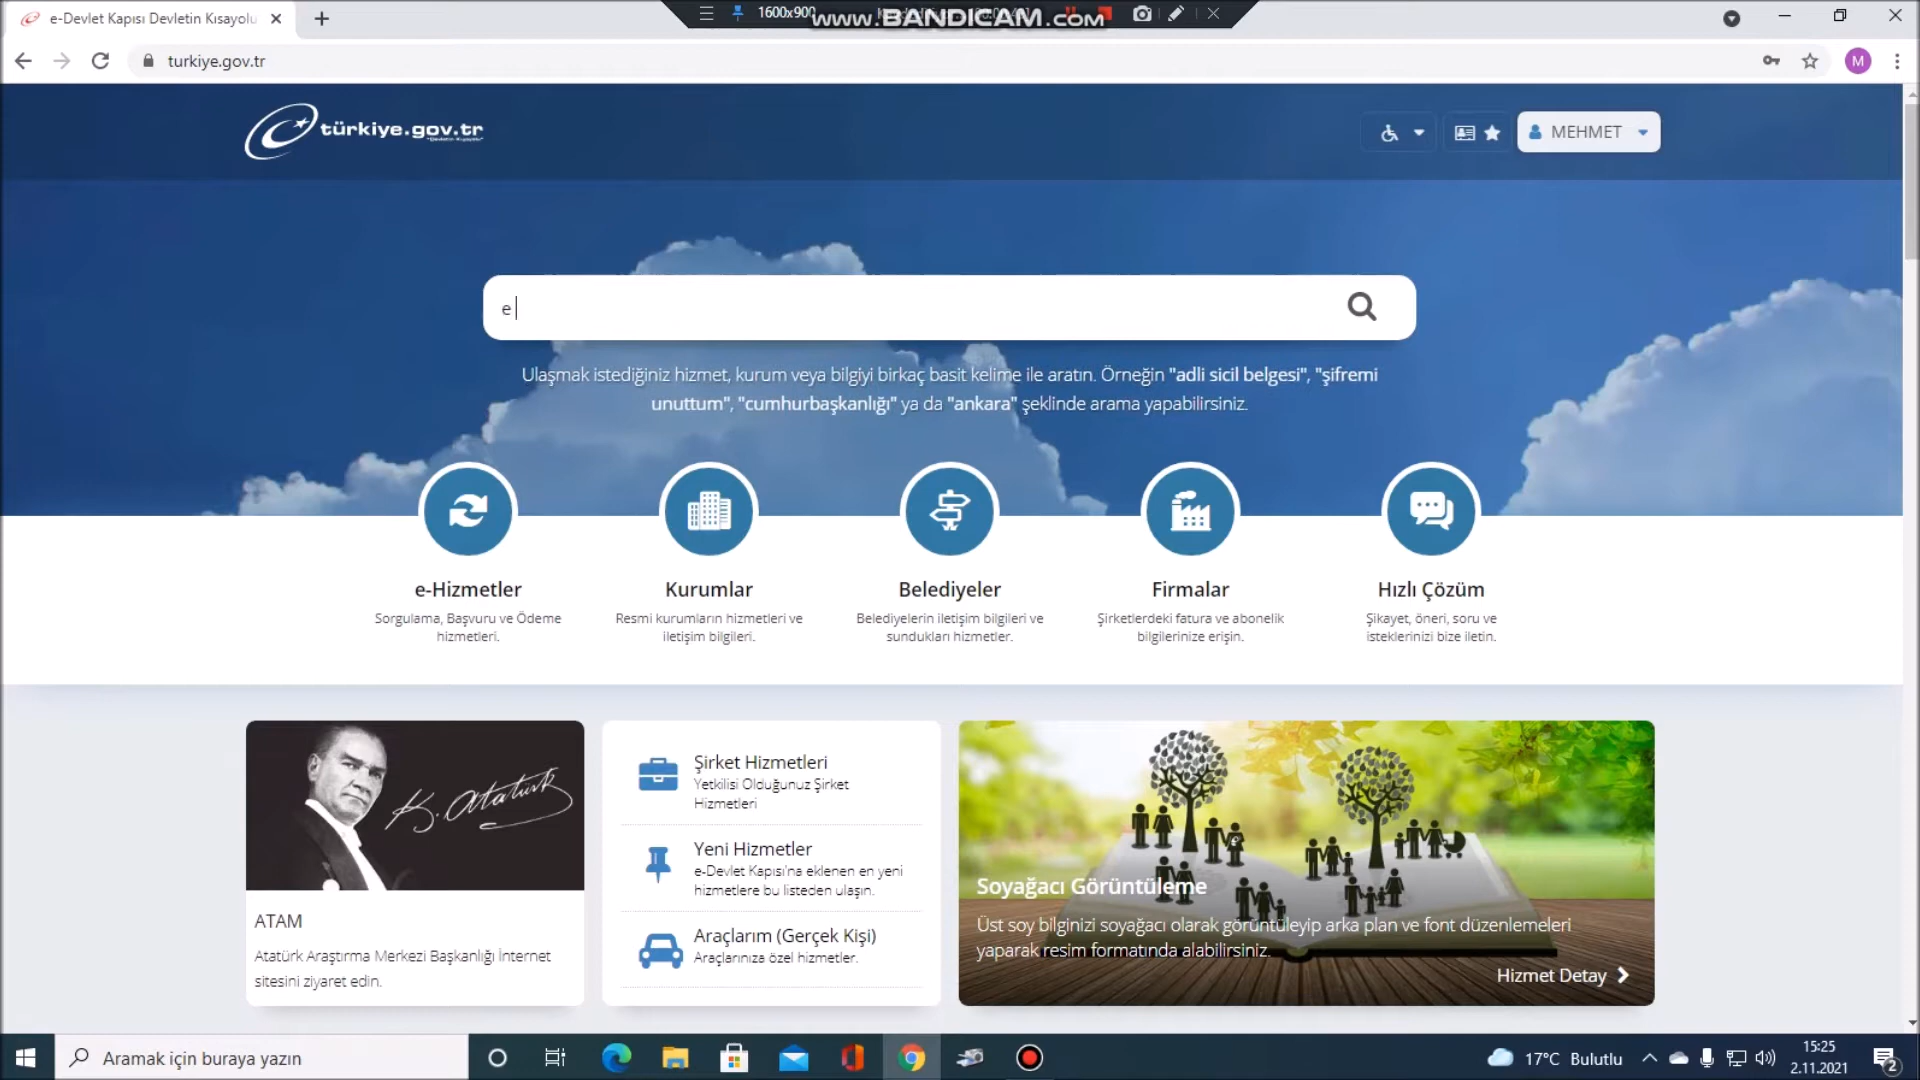 e-Devlet Kapısı Devletin Kısayolu
1600x900
www.BANDICAM.com
turkiye.gov.tr
M
türkiye.gov.tr
"Devletin Kısayolu"
MEHMET
e
Ulaşmak istediğiniz hizmet, kurum veya bilgiyi birkaç basit kelime ile aratın. Örneğin "adli sicil belgesi", "şifremi
unuttum", "cumhurbaşkanlığı" ya da "ankara" şeklinde arama yapabilirsiniz.
e-Hizmetler
Sorgulama, Başvuru ve Ödeme
hizmetleri.
Kurumlar
Resmi kurumların hizmetleri ve
iletişim bilgileri.
Belediyeler
Belediyelerin iletişim bilgileri ve
sundukları hizmetler.
Firmalar
Şirketlerdeki fatura ve abonelik
bilgilerinize erişin.
Hızlı Çözüm
Şikayet, öneri, soru ve
isteklerinizi bize iletin.
K. Atatürk
ATAM
Atatürk Araştırma Merkezi Başkanlığı İnternet
sitesini ziyaret edin.
Şirket Hizmetleri
Yetkilisi Olduğunuz Şirket
Hizmetleri
Yeni Hizmetler
e-Devlet Kapısı'na eklenen en yeni
hizmetlere bu listeden ulaşın.
Araçlarım (Gerçek Kişi)
Araçlarınıza özel hizmetler.
Soyağacı Görüntüleme
Üst soy bilginizi soyağacı olarak görüntüleyip arka plan ve font düzenlemeleri
yaparak resim formatında alabilirsiniz.
Hizmet Detay
Aramak için buraya yazın
17°C Bulutlu
15:25
2.11.2021
2